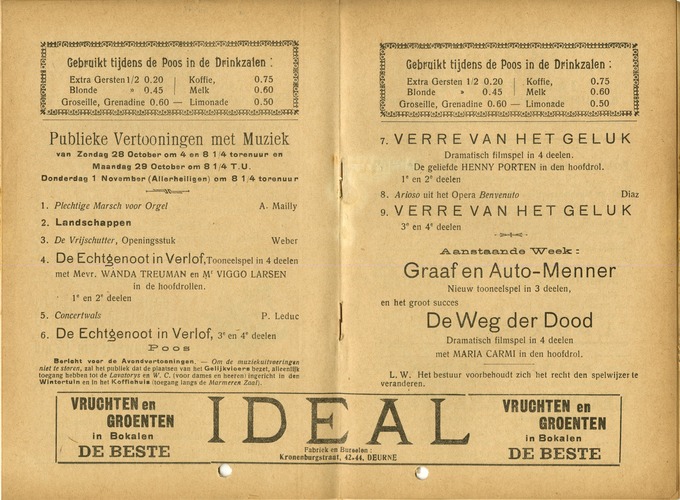 Gebruikt tijdens de Poos in de Drinkzalen :
Extra Gersten 1/2 0.20 | Koffie, 0.75
Blonde » 0.45 | Melk 0.60
Groseille, Grenadine 0.60 — Limonade 0.50
Publieke Vertooningen met Muziek
van Zondag 28 October om 4 en 8 1/4 torenuur en
Maandag 29 October om 8 1/4 T.U.
Donderdag 1 November (Allerheiligen) om 8 1/4 torenuur
1. Plechtige Marsch voor Orgel A. Mailly
2. Landschappen
3. De Vrijschutter, Openingsstuk Weber
4. De Echtgenoot in Verlof, Tooneelspel in 4 deelen
met Mevr. WANDA TREUMAN en Mr VIGGO LARSEN
in de hoofdrollen.
1e en 2e deelen
5. Concertwals P. Leduc
6. De Echtgenoot in Verlof, 3e en 4e deelen
Poos
Bericht voor de Avondvertooningen. — Om de muziekuitvoeringen
niet te storen, zal het publiek dat de plaatsen van het Gelijkvloers bezet, alleenlijk
toegang hebben tot de Lavatorys en W. C. (voor dames en heeren) ingericht in den
Wintertuin en in het Koffiehuis (toegang langs de Marmeren Zaal).
Gebruikt tijdens de Poos in de Drinkzalen :
Extra Gersten 1/2 0.20 | Koffie, 0.75
Blonde » 0.45 | Melk 0.60
Groseille, Grenadine 0.60 — Limonade 0.50
7. VERRE VAN HET GELUK
Dramatisch filmspel in 4 deelen.
De geliefde HENNY PORTEN in den hoofdrol.
1e en 2e deelen
8. Arioso uit het Opera Benvenuto Diaz
9. VERRE VAN HET GELUK
3e en 4e deelen
Aanstaande Week :
Graaf en Auto-Menner
Nieuw tooneelspel in 3 deelen,
en het groot succes
De Weg der Dood
Dramatisch filmspel in 4 deelen
met MARIA CARMI in den hoofdrol.
L. W. Het bestuur voorbehoudt zich het recht den spelwijzer te
veranderen.
VRUCHTEN en
GROENTEN
in Bokalen
DE BESTE
IDEAL
Fabriek en Bureelen :
Kronenburgstraat, 42-44, DEURNE
VRUCHTEN en
GROENTEN
in Bokalen
DE BESTE